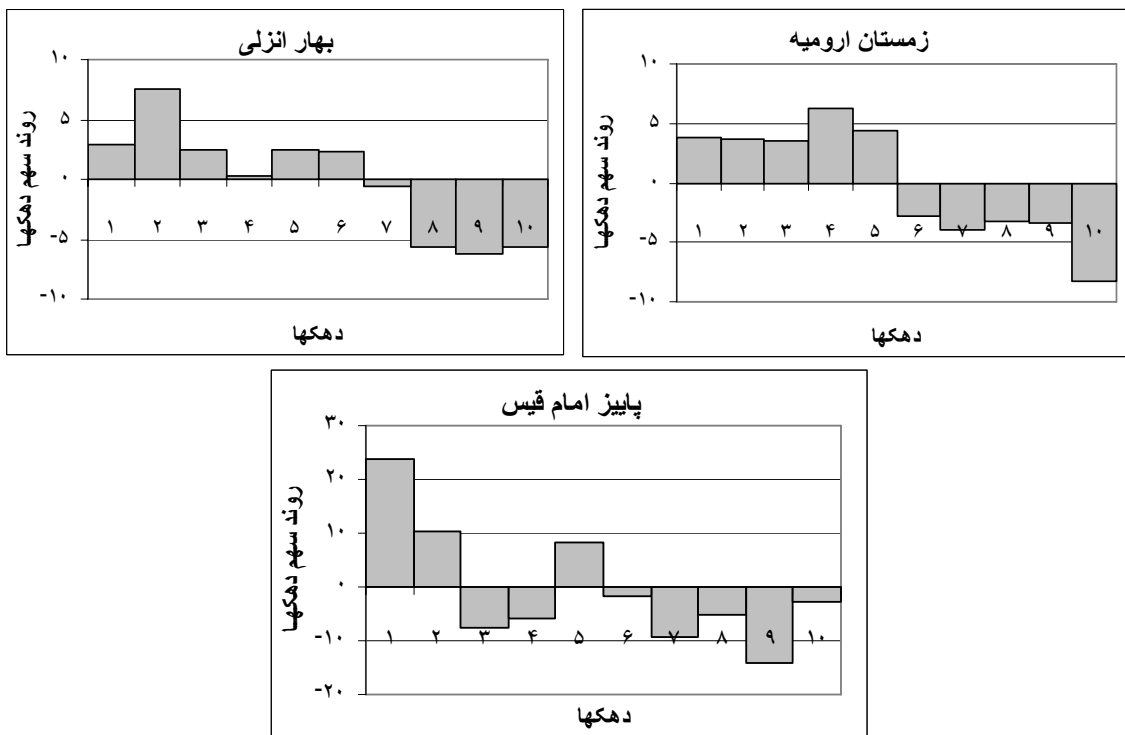 زمستان ارومیه
۱۰
۵
۰
-۵
-۱۰
روند سهم دهکها
۱ ۲ ۳ ۴ ۵ ۶ ۷ ۸ ۹ ۱۰
دهکها
بهار انزلی
۱۰
۵
۰
-۵
-۱۰
روند سهم دهکها
۱ ۲ ۳ ۴ ۵ ۶ ۷ ۸ ۹ ۱۰
دهکها
پاییز امام قیس
۳۰
۲۰
۱۰
۰
-۱۰
-۲۰
روند سهم دهکها
۱ ۲ ۳ ۴ ۵ ۶ ۷ ۸ ۹ ۱۰
دهکها